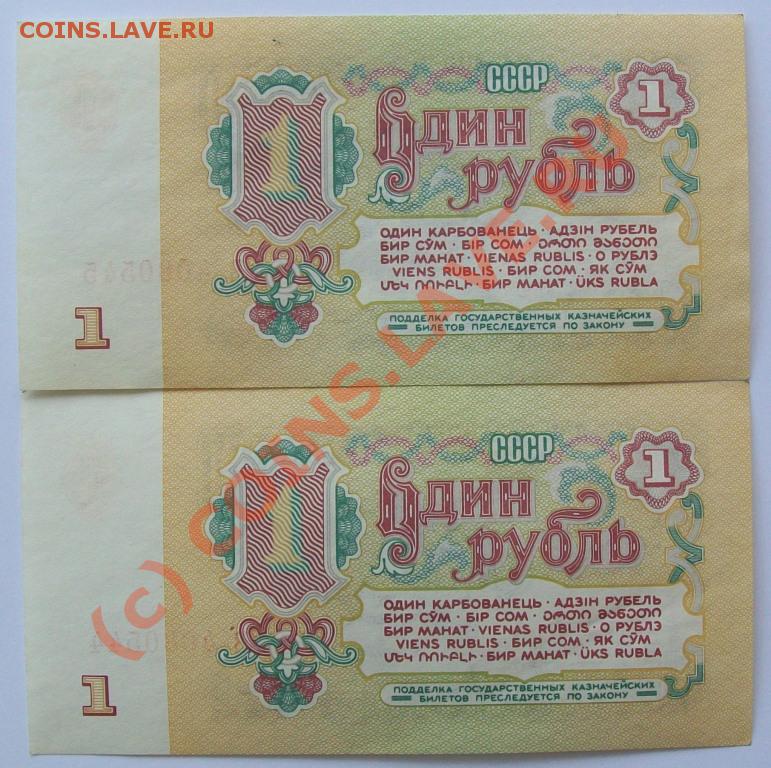 COINS.LAVE.RU
СССР
1
1
Один
рубль
ОДИН КАРБОВАНЕЦЬ · АДЗІН РУБЕЛЬ
БИР СЎМ · БІР СОМ · ᲔᲠᲗᲘ ᲛᲐᲜᲔᲗᲘ
БИР МАНАТ · VIENAS RUBLIS · О РУБЛЭ
VIENS RUBLIS · БИР СОМ · ЯК СЎМ
ՄԵԿ ՌՈՒԲԼԻ · БИР МАНАТ · ÜKS RUBLA
1
ПОДДЕЛКА ГОСУДАРСТВЕННЫХ КАЗНАЧЕЙСКИХ
БИЛЕТОВ ПРЕСЛЕДУЕТСЯ ПО ЗАКОНУ
СССР
1
1
Один
рубль
ОДИН КАРБОВАНЕЦЬ · АДЗІН РУБЕЛЬ
БИР СЎМ · БІР СОМ · ᲔᲠᲗᲘ ᲛᲐᲜᲔᲗᲘ
БИР МАНАТ · VIENAS RUBLIS · О РУБЛЭ
VIENS RUBLIS · БИР СОМ · ЯК СЎМ
ՄԵԿ ՌՈՒԲԼԻ · БИР МАНАТ · ÜKS RUBLA
1
ПОДДЕЛКА ГОСУДАРСТВЕННЫХ КАЗНАЧЕЙСКИХ
БИЛЕТОВ ПРЕСЛЕДУЕТСЯ ПО ЗАКОНУ
(c) COINS.LAVE.RU